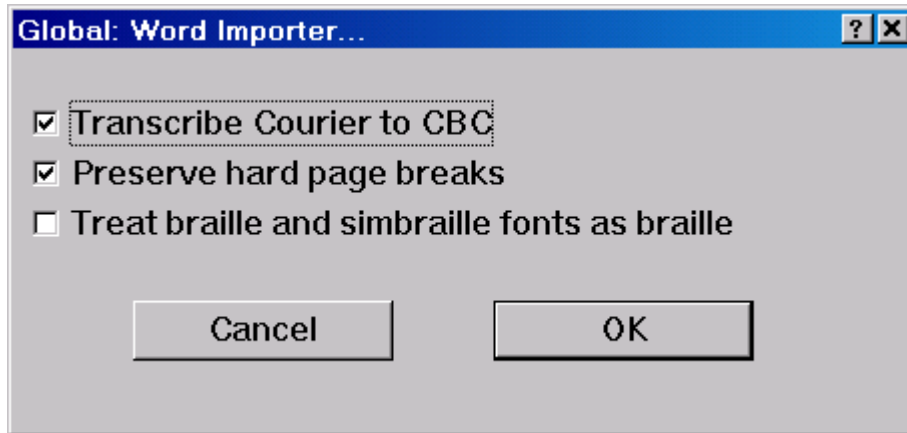 Global: Word Importer...
Transcribe Courier to CBC
Preserve hard page breaks
Treat braille and simbraille fonts as braille
Cancel OK